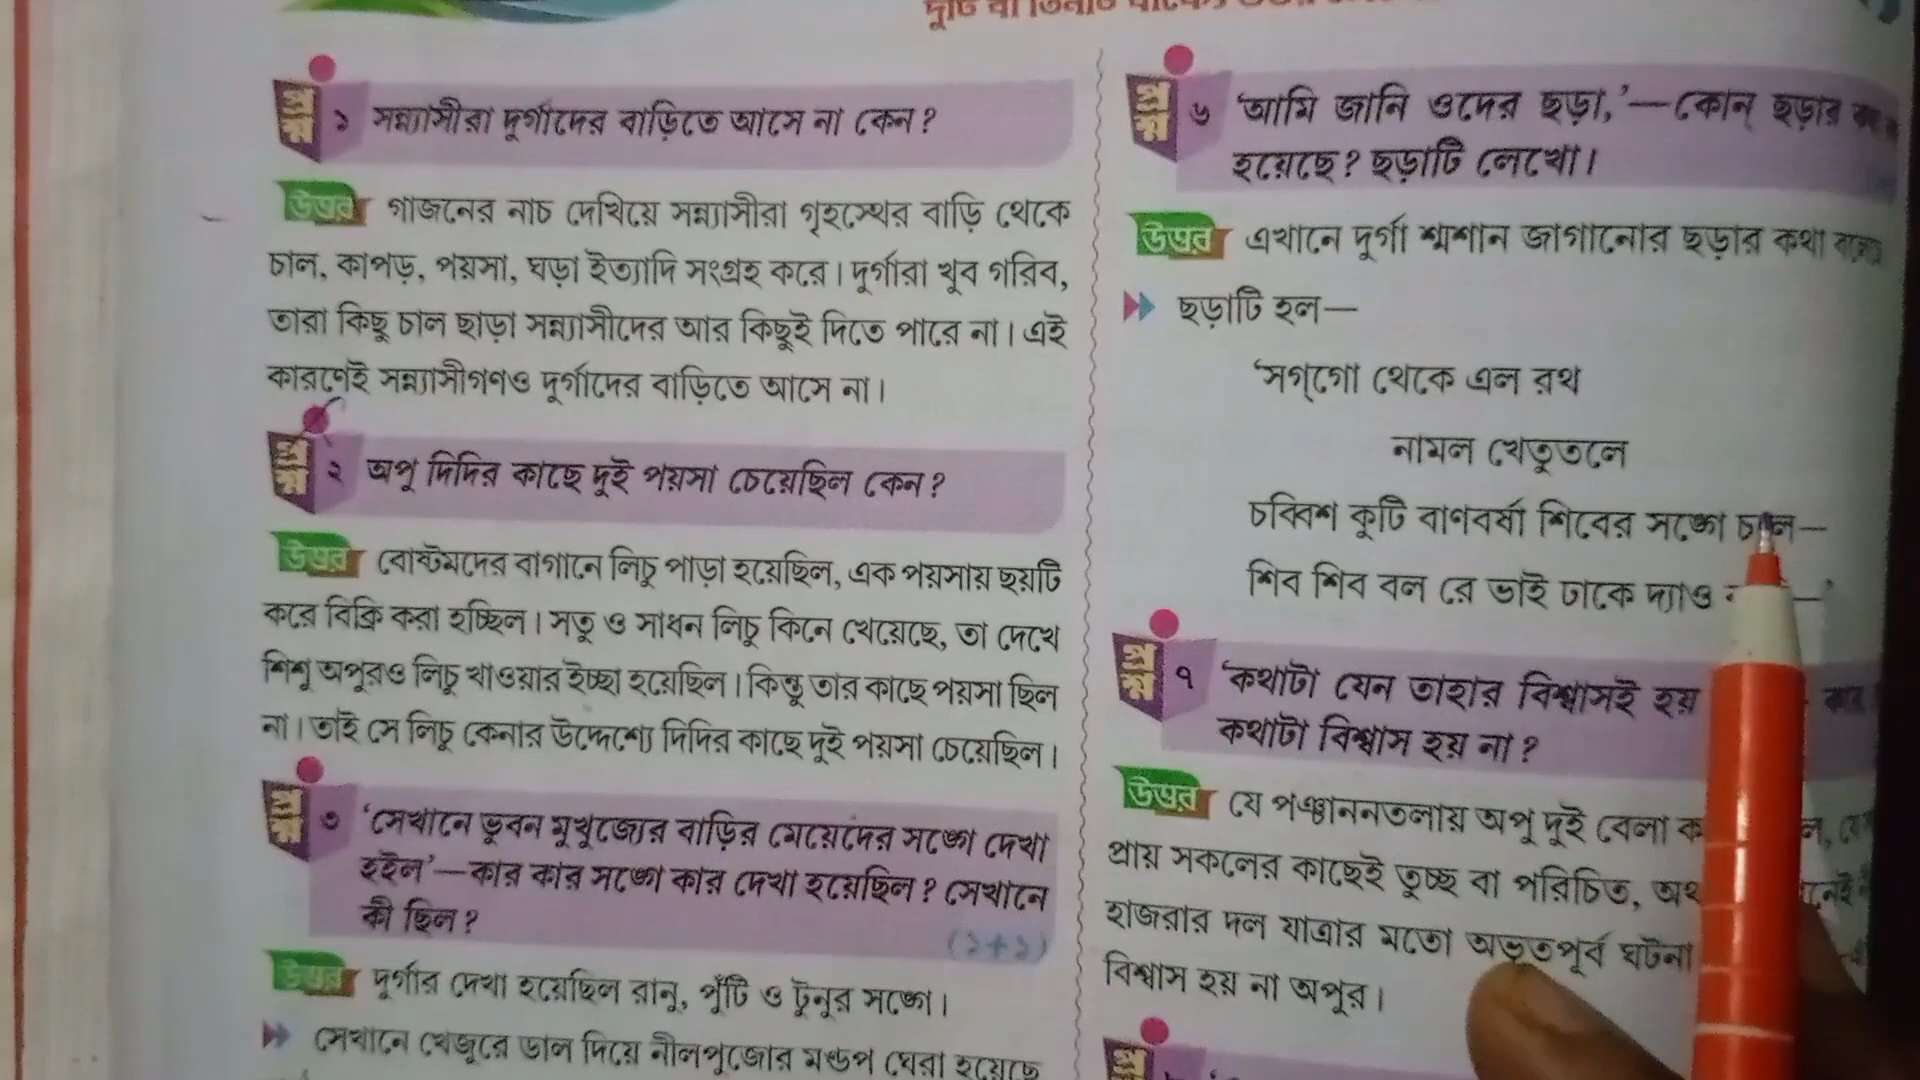 প্রশ্ন ১ সন্ন্যাসীরা দুর্গাদের বাড়িতে আসে না কেন?
উত্তর গাজনের নাচ দেখিয়ে সন্ন্যাসীরা গৃহস্থের বাড়ি থেকে
চাল, কাপড়, পয়সা, ঘড়া ইত্যাদি সংগ্রহ করে। দুর্গারা খুব গরিব,
তারা কিছু চাল ছাড়া সন্ন্যাসীদের আর কিছুই দিতে পারে না। এই
কারণেই সন্ন্যাসীগণও দুর্গাদের বাড়িতে আসে না।
প্রশ্ন ২ অপু দিদির কাছে দুই পয়সা চেয়েছিল কেন?
উত্তর বোষ্টমদের বাগানে লিচু পাড়া হয়েছিল, এক পয়সায় ছয়টি
করে বিক্রি করা হচ্ছিল। সতু ও সাধন লিচু কিনে খেয়েছে, তা দেখে
শিশু অপুরও লিচু খাওয়ার ইচ্ছা হয়েছিল। কিন্তু তার কাছে পয়সা ছিল
না। তাই সে লিচু কেনার উদ্দেশ্যে দিদির কাছে দুই পয়সা চেয়েছিল।
প্রশ্ন ৩ 'সেখানে ভুবন মুখুজ্যের বাড়ির মেয়েদের সঙ্গে দেখা
হইল'—কার কার সঙ্গে কার দেখা হয়েছিল? সেখানে
কী ছিল?
(১+১)
উত্তর দুর্গার দেখা হয়েছিল রানু, পুঁটি ও টুনুর সঙ্গে।
সেখানে খেজুরে ডাল দিয়ে নীলপুজোর মণ্ডপ ঘেরা হয়েছে
প্রশ্ন ৬ 'আমি জানি ওদের ছড়া,'—কোন্ ছড়ার
হয়েছে? ছড়াটি লেখো।
উত্তর এখানে দুর্গা শ্মশান জাগানোর ছড়ার কথা
ছড়াটি হল—
'সগ্‌গো থেকে এল রথ
নামল খেতুতলে
চব্বিশ কুটি বাণবর্ষা শিবের সঙ্গে
শিব শিব বল রে ভাই ঢাকে দ্যাও
প্রশ্ন ৭ 'কথাটা যেন তাহার বিশ্বাসই হয়
কথাটা বিশ্বাস হয় না?
উত্তর যে পঞ্চাননতলায় অপু দুই বেলা
প্রায় সকলের কাছেই তুচ্ছ বা পরিচিত,
হাজরার দল যাত্রার মতো অভূতপূর্ব ঘটনা
বিশ্বাস হয় না অপুর।